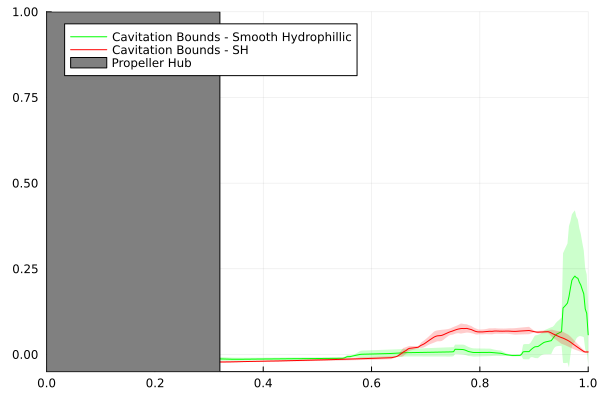 1.00
Cavitation Bounds - Smooth Hydrophillic
Cavitation Bounds - SH
Propeller Hub
0.75
0.50
0.25
0.00
0.0 0.2 0.4 0.6 0.8 1.0